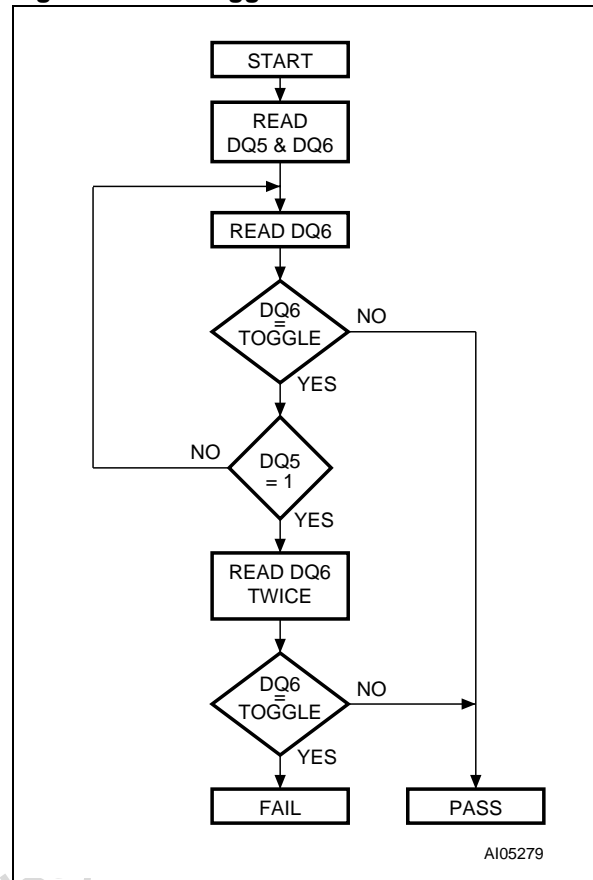 START
READ
DQ5 & DQ6
READ DQ6
DQ6
=
TOGGLE
NO
YES
NO
DQ5
= 1
YES
READ DQ6
TWICE
DQ6
=
TOGGLE
NO
YES
FAIL
PASS
AI05279